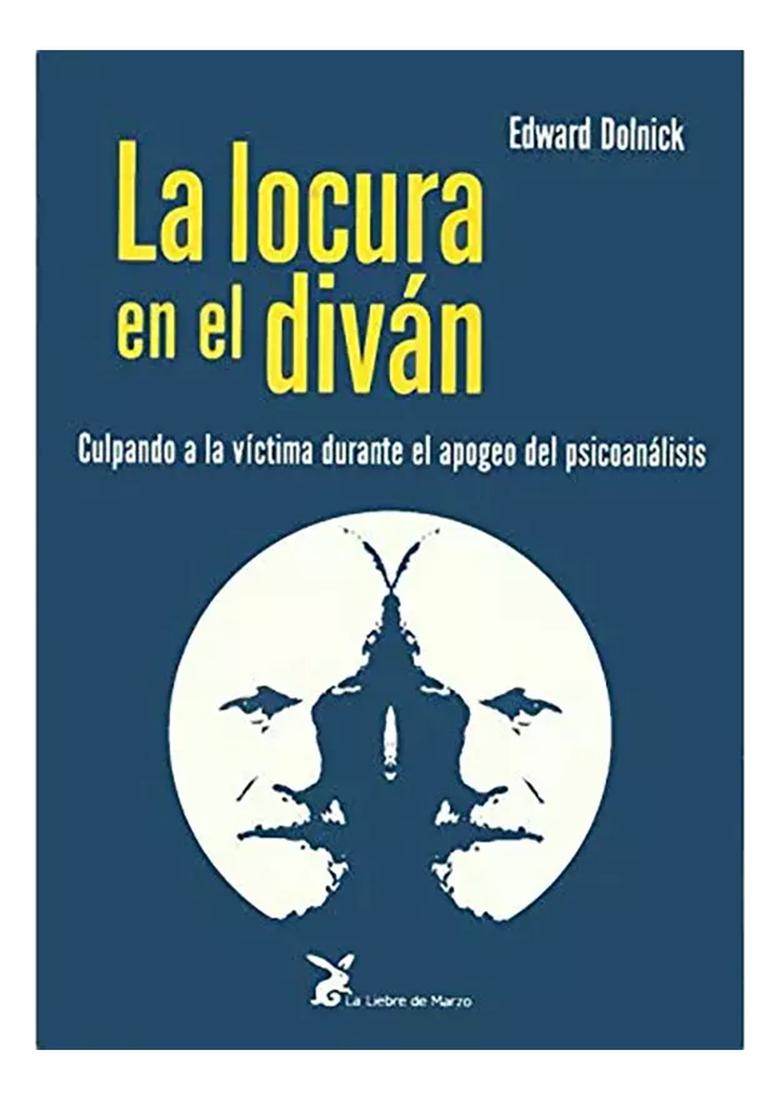 Edward Dolnick
La locura
en el diván
Culpando a la víctima durante el apogeo del psicoanálisis
La Liebre de Marzo